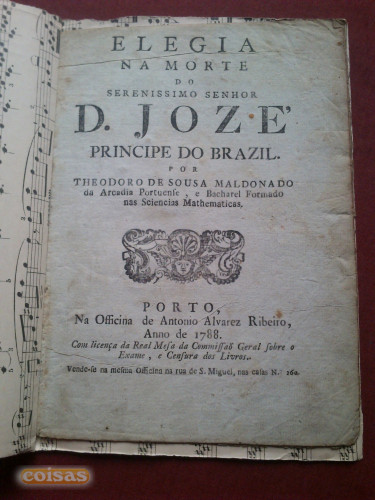 ELEGIA
NA MORTE
DO
SERENISSIMO SENHOR
D. JOZE'
PRINCIPE DO BRAZIL.
POR
THEODORO DE SOUSA MALDONADO
da Arcadia Portuense, e Bacharel Formado
nas Sciencias Mathematicas.
PORTO,
Na Officina de Antonio Alvarez Ribeiro,
Anno de 1788.
Com licença da Real Mesa da Commissaõ Geral sobre o
Exame, e Censura dos Livros.
Vende-se na mesma Officina na rua de S. Miguel, nas casas N.º 260.
coisas